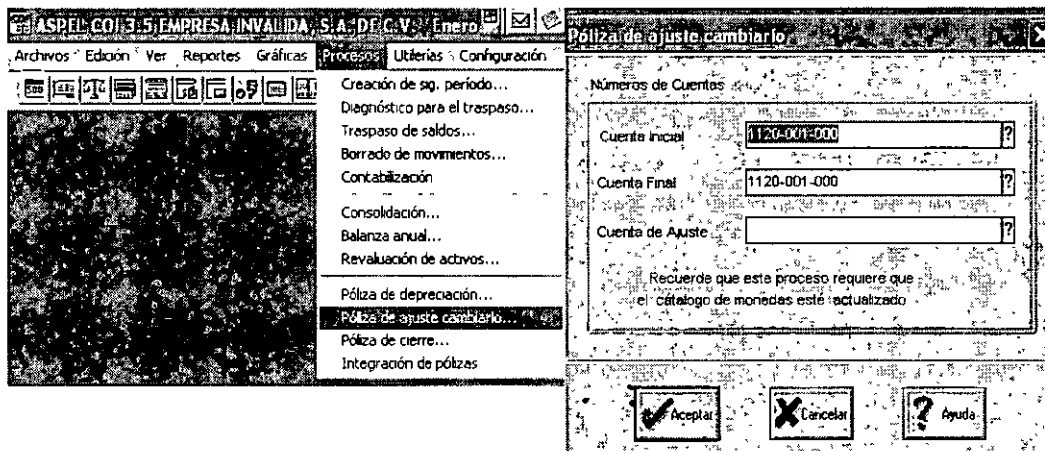 ASPEL COI 3.5 EMPRESA INVALIDA, S.A. DE C.V. Enero
Archivos Edición Ver Reportes Gráficas Procesos Utilerías Configuración
Creación de sig. período...
Diagnóstico para el traspaso...
Traspaso de saldos...
Borrado de movimientos...
Contabilización
Consolidación...
Balanza anual...
Revaluación de activos...
Póliza de depreciación...
Póliza de ajuste cambiario...
Póliza de cierre...
Integración de pólizas
Póliza de ajuste cambiario
Números de Cuentas
Cuenta Inicial 1120-001-000 ?
Cuenta Final 1120-001-000 ?
Cuenta de Ajuste ?
Recuerde que este proceso requiere que
el catalogo de monedas esté actualizado
Aceptar Cancelar ? Ayuda